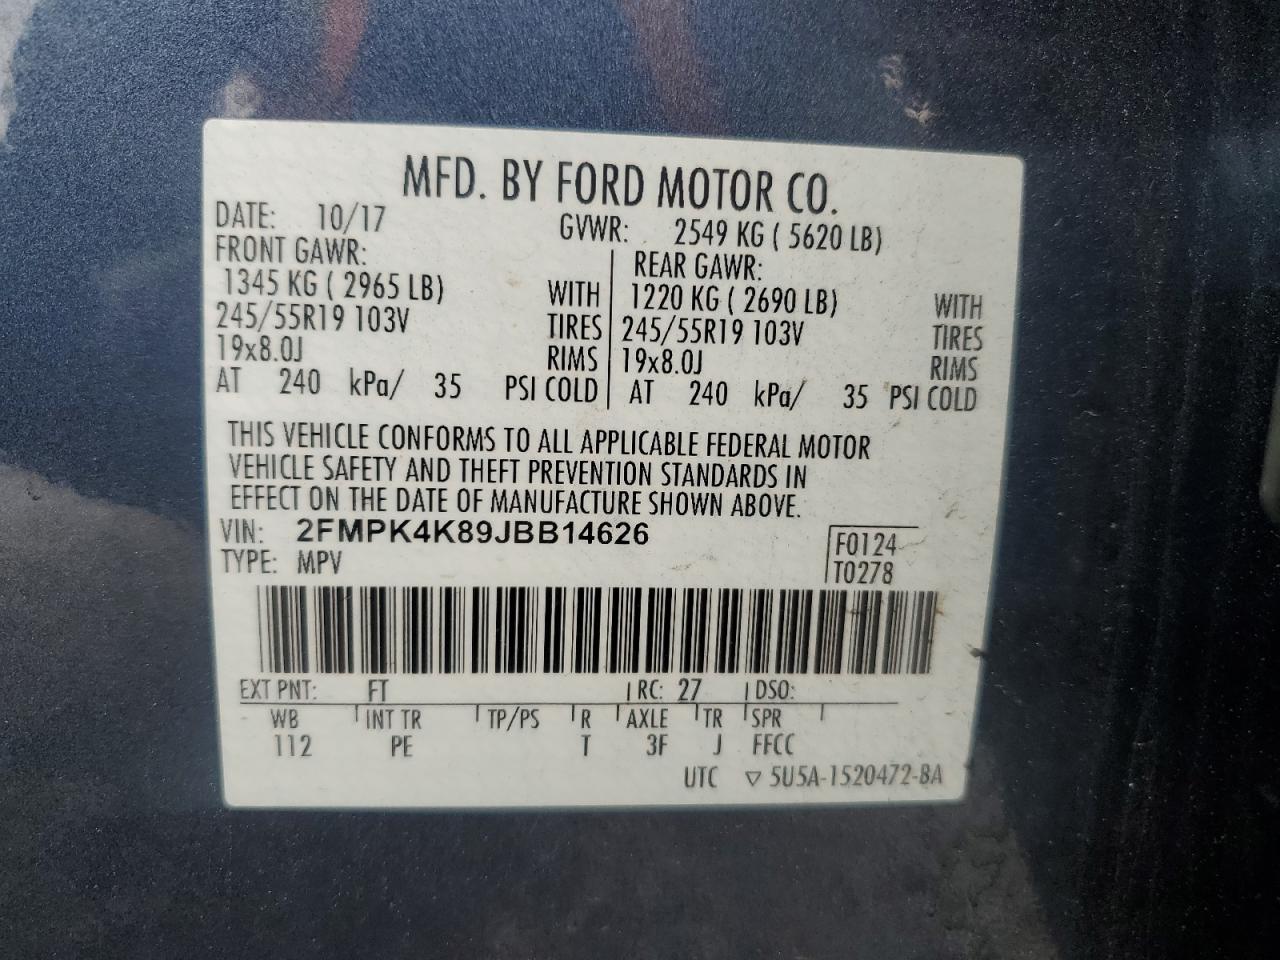 MFD. BY FORD MOTOR CO.
DATE: 10/17 GVWR: 2549 KG ( 5620 LB)
FRONT GAWR: REAR GAWR:
1345 KG ( 2965 LB) WITH 1220 KG ( 2690 LB) WITH
245/55R19 103V TIRES 245/55R19 103V TIRES
19x8.0J RIMS 19x8.0J RIMS
AT 240 kPa/ 35 PSI COLD AT 240 kPa/ 35 PSI COLD
THIS VEHICLE CONFORMS TO ALL APPLICABLE FEDERAL MOTOR
VEHICLE SAFETY AND THEFT PREVENTION STANDARDS IN
EFFECT ON THE DATE OF MANUFACTURE SHOWN ABOVE.
VIN: 2FMPK4K89JBB14626 F0124
TYPE: MPV T0278
EXT PNT: FT RC: 27 DSO:
WB INT TR TP/PS R AXLE TR SPR
112 PE T 3F J FFCC
UTC ▽ 5U5A-1520472-BA